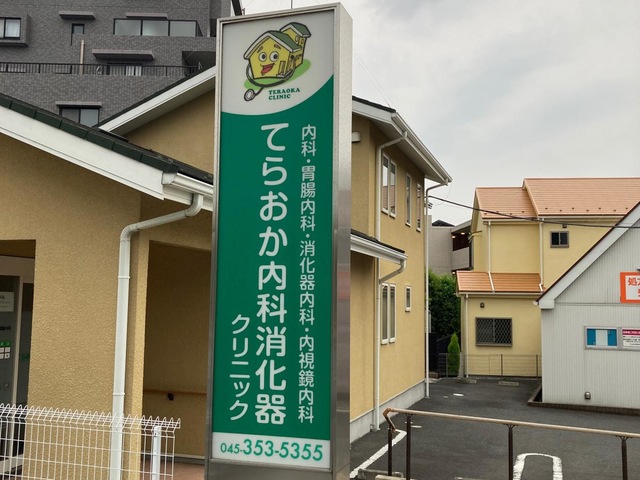 TERAOKA
CLINIC
内科・胃腸内科・消化器内科・内視鏡内科
てらおか内科消化器
クリニック
045-353-5355